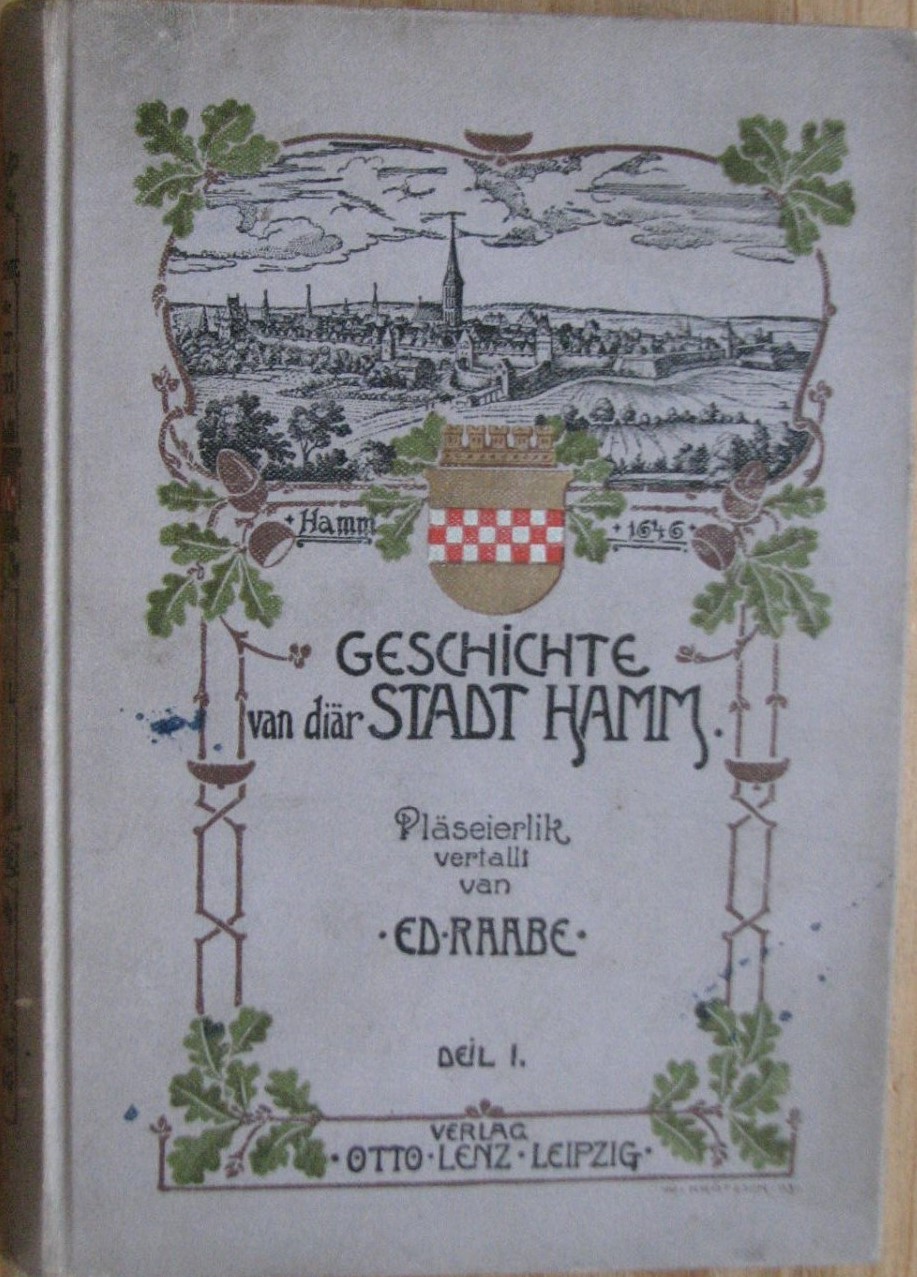 Hamm
1646
GESCHICHTE
van diär STADT HAMM.
Pläseierlik
vertallt
van
·ED·RAABE·
DEIL I.
VERLAG
·OTTO·LENZ·LEIPZIG·